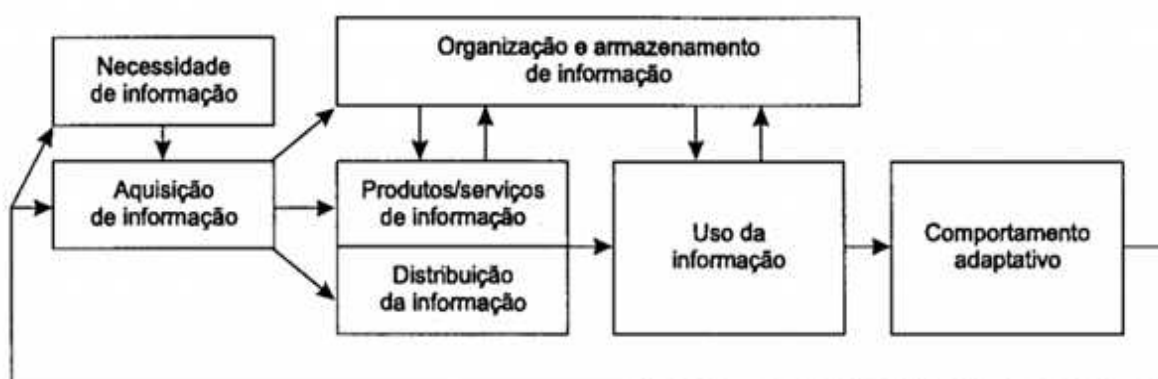 Necessidade
de informação
Organização e armazenamento
de informação
Aquisição
de informação
Produtos/serviços
de informação
Distribuição
da informação
Uso da
informação
Comportamento
adaptativo